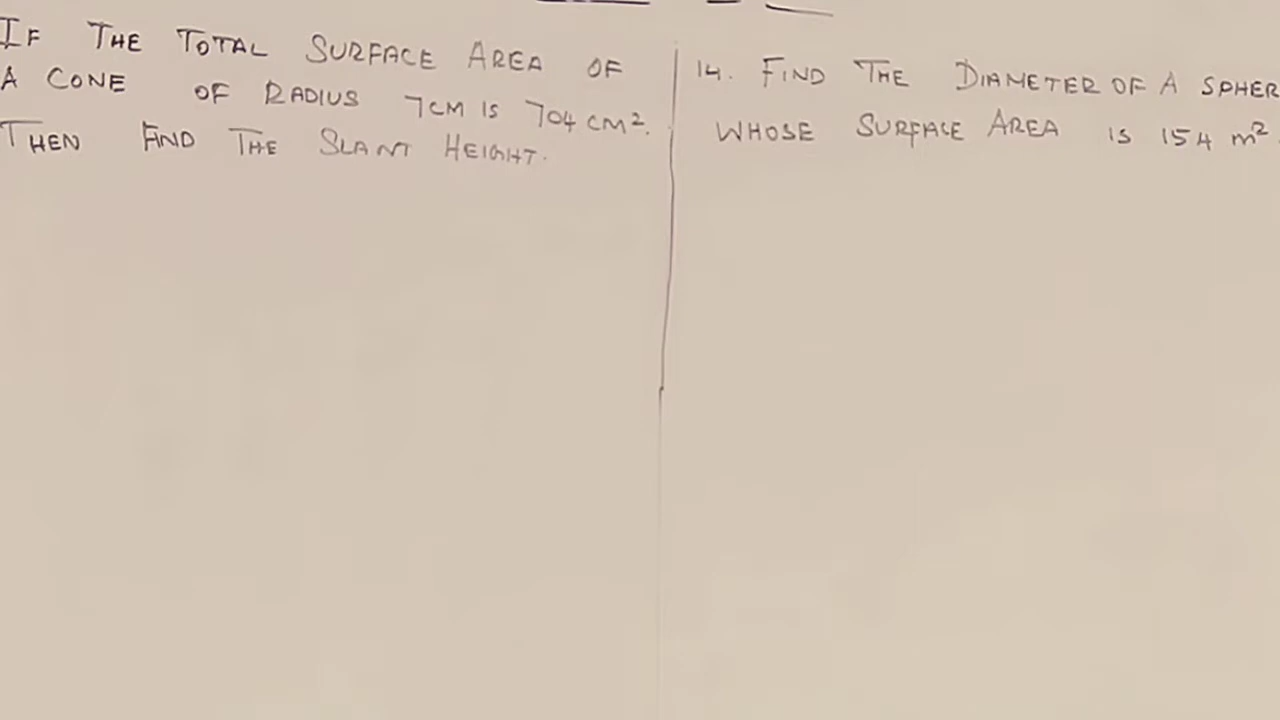 IF THE TOTAL SURFACE AREA OF
A CONE OF RADIUS 7CM IS 704 CM².
THEN FIND THE SLANT HEIGHT.
14. FIND THE DIAMETER OF A SPHER
WHOSE SURFACE AREA IS 154 m².